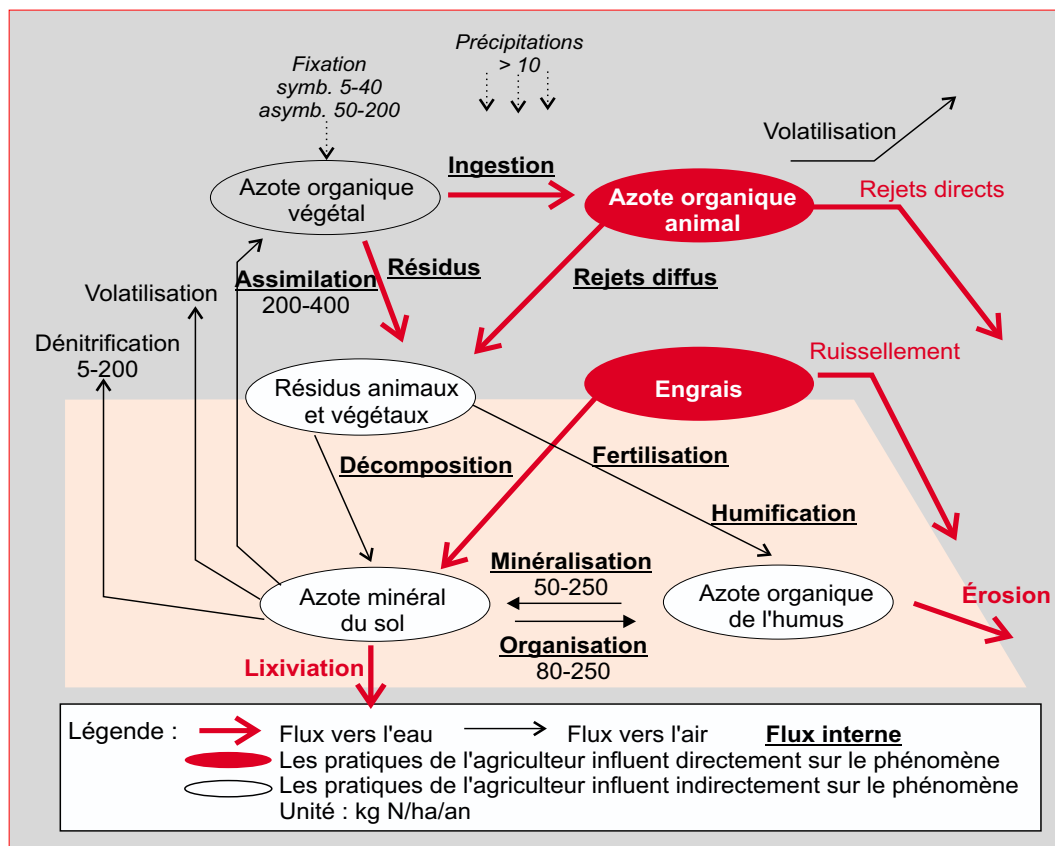 Précipitations
> 10
Fixation
symb. 5-40
asymb. 50-200
Volatilisation
Ingestion
Azote organique
végétal
Azote organique
animal
Rejets directs
Assimilation
200-400
Résidus
Rejets diffus
Volatilisation
Dénitrification
5-200
Ruissellement
Résidus animaux
et végétaux
Engrais
Décomposition
Fertilisation
Humification
Minéralisation
50-250
Azote minéral
du sol
Azote organique
de l'humus
Érosion
Organisation
80-250
Lixiviation
Légende : Flux vers l'eau Flux vers l'air Flux interne
Les pratiques de l'agriculteur influent directement sur le phénomène
Les pratiques de l'agriculteur influent indirectement sur le phénomène
Unité : kg N/ha/an